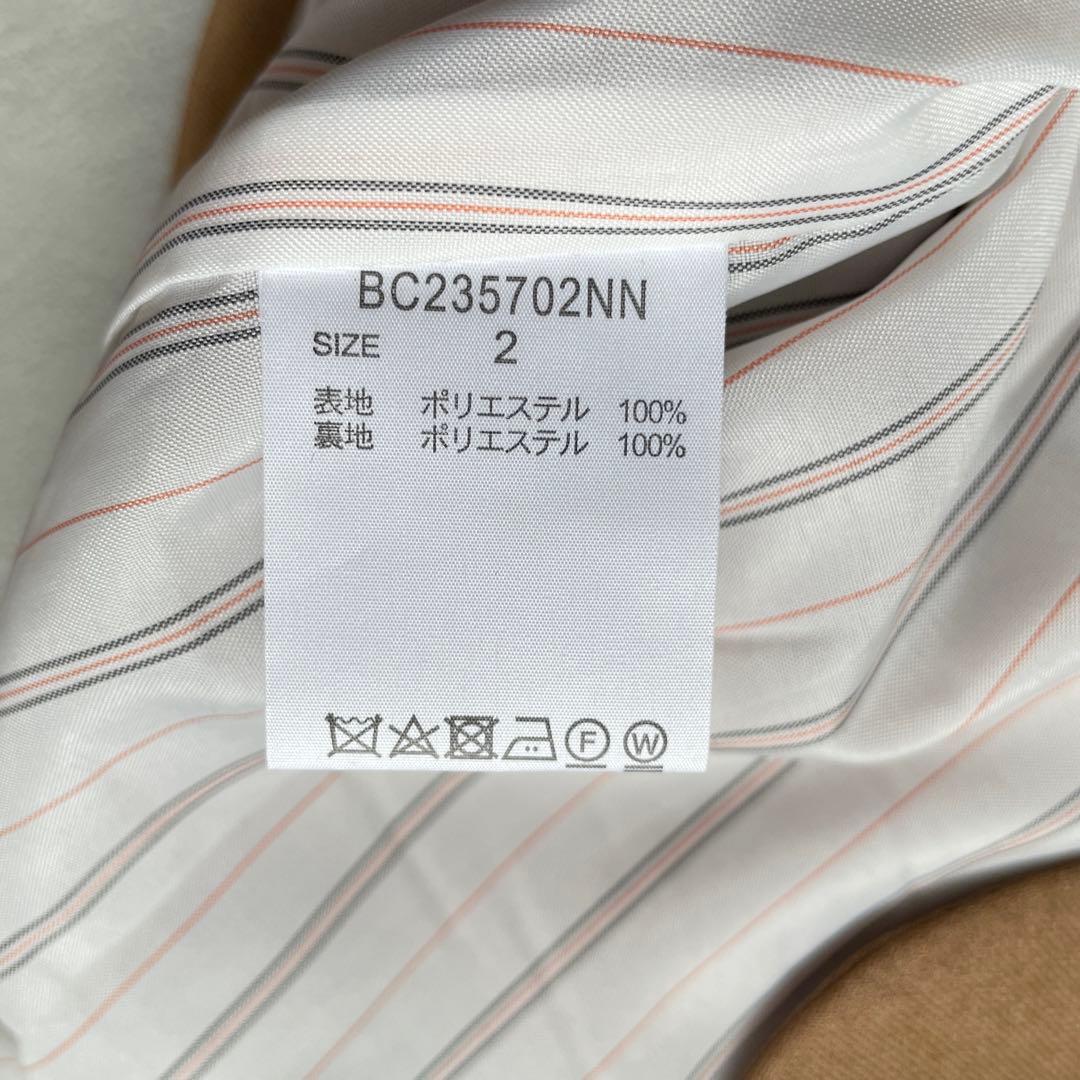 BC235702NN
SIZE 2
表地 ポリエステル 100%
裏地 ポリエステル 100%
F W